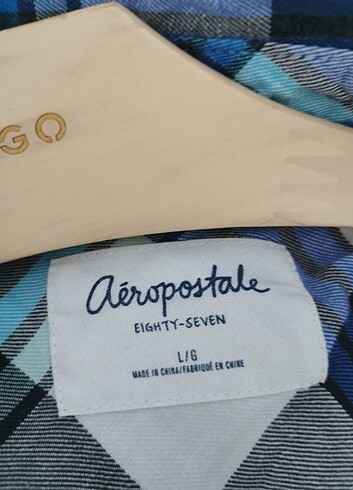 GO
Aéropostale
EIGHTY-SEVEN
L/G
MADE IN CHINA/FABRIQUÉ EN CHINE